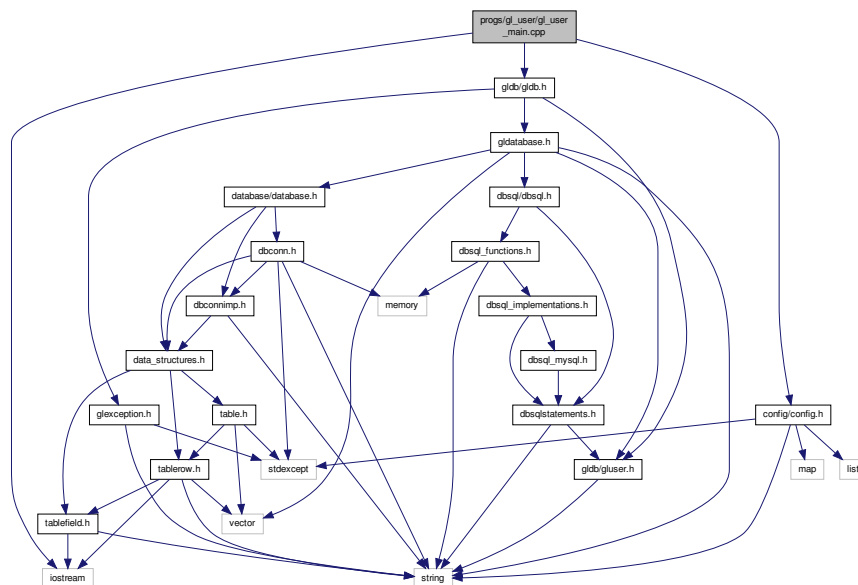 progs/gl_user/gl_user
_main.cpp
gldb/gldb.h
gldatabase.h
database/database.h
dbsql/dbsql.h
dbconn.h
dbsql_functions.h
dbconnimp.h
memory
dbsql_implementations.h
data_structures.h
dbsql_mysql.h
glexception.h
table.h
dbsqlstatements.h
config/config.h
tablerow.h
stdexcept
gldb/gluser.h
map
list
tablefield.h
vector
iostream
string